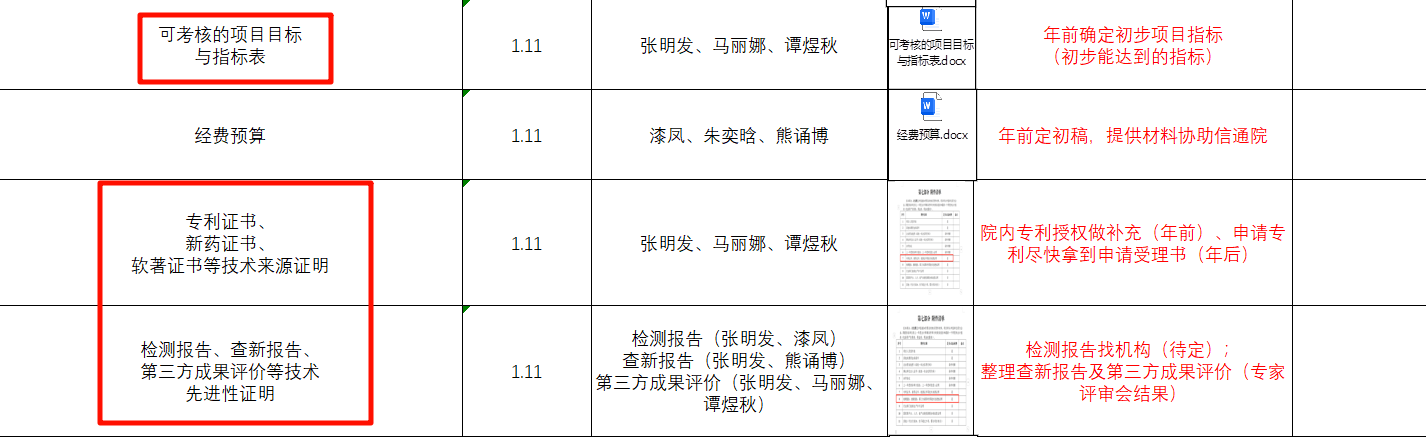 可考核的项目目标
与指标表
1.11
张明发、马丽娜、谭煜秋
W
可考核的项目目标
与指标表.docx
年前确定初步项目指标
（初步能达到的指标）
经费预算
1.11
漆凤、朱奕晗、熊诵博
W
经费预算.docx
年前定初稿，提供材料协助信通院
专利证书、
新药证书、
软著证书等技术来源证明
1.11
张明发、马丽娜、谭煜秋
院内专利授权做补充（年前）、申请专
利尽快拿到申请受理书（年后）
检测报告、查新报告、
第三方成果评价等技术
先进性证明
1.11
检测报告（张明发、漆凤）
查新报告（张明发、熊诵博）
第三方成果评价（张明发、马丽娜、
谭煜秋）
检测报告找机构（待定）；
整理查新报告及第三方成果评价（专家
评审会结果）